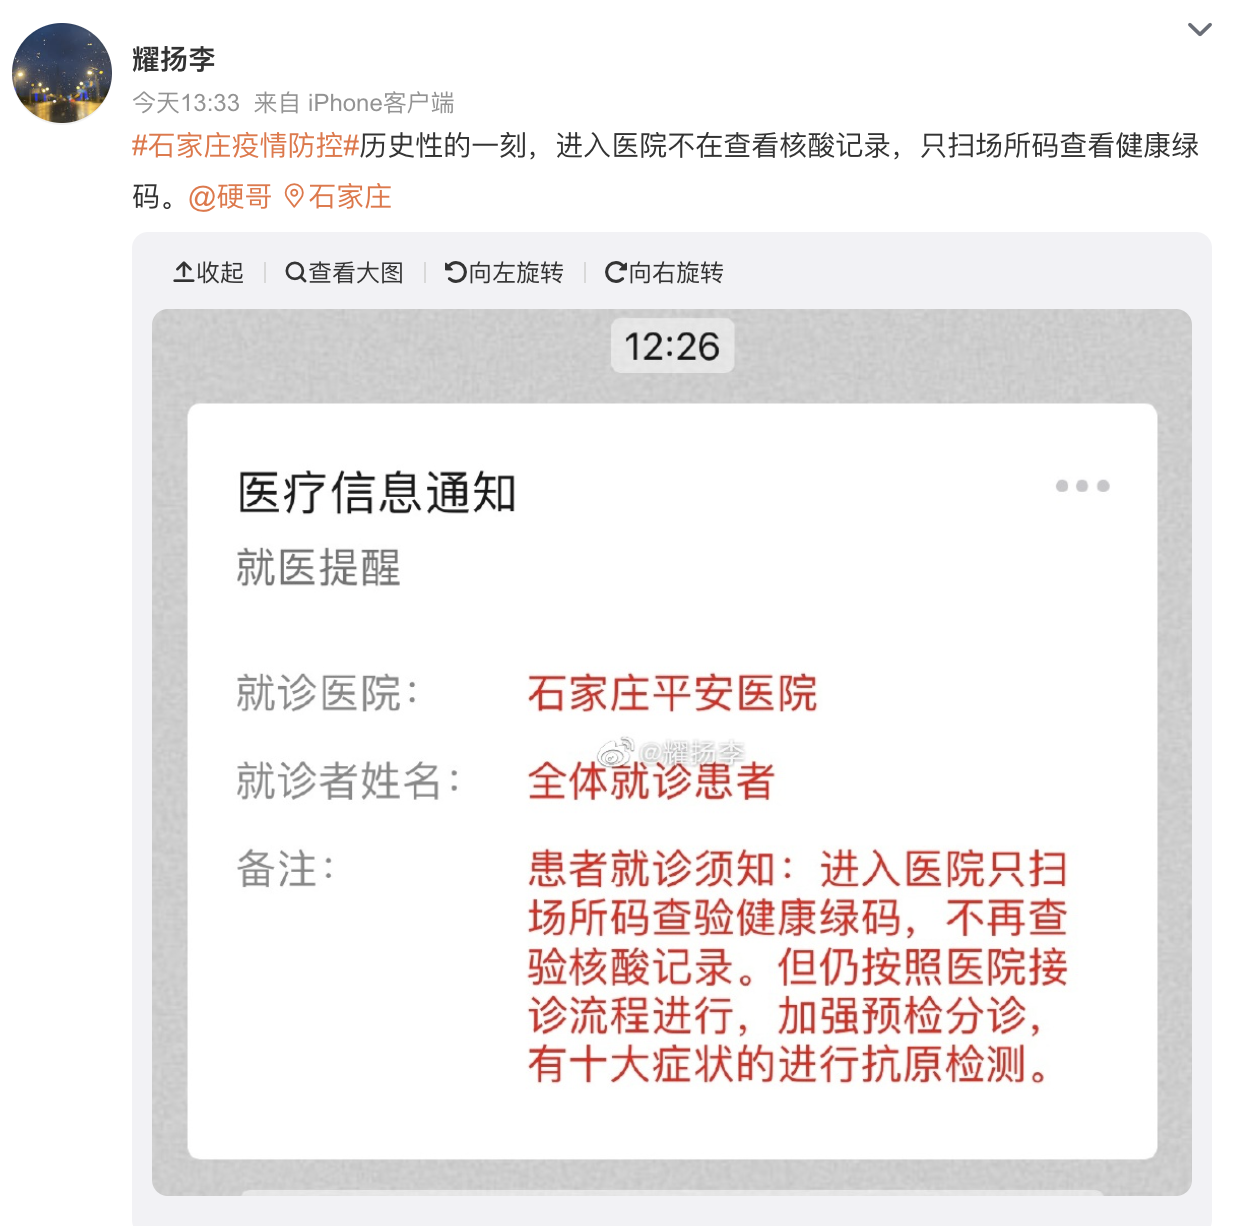 耀扬李
今天13:33 来自 iPhone客户端
#石家庄疫情防控#历史性的一刻，进入医院不在查看核酸记录，只扫场所码查看健康绿
码。@硬哥 石家庄
收起 查看大图 向左旋转 向右旋转
12:26
医疗信息通知
就医提醒
就诊医院： 石家庄平安医院
@耀扬李
就诊者姓名： 全体就诊患者
备注： 患者就诊须知：进入医院只扫
场所码查验健康绿码，不再查
验核酸记录。但仍按照医院接
诊流程进行，加强预检分诊，
有十大症状的进行抗原检测。